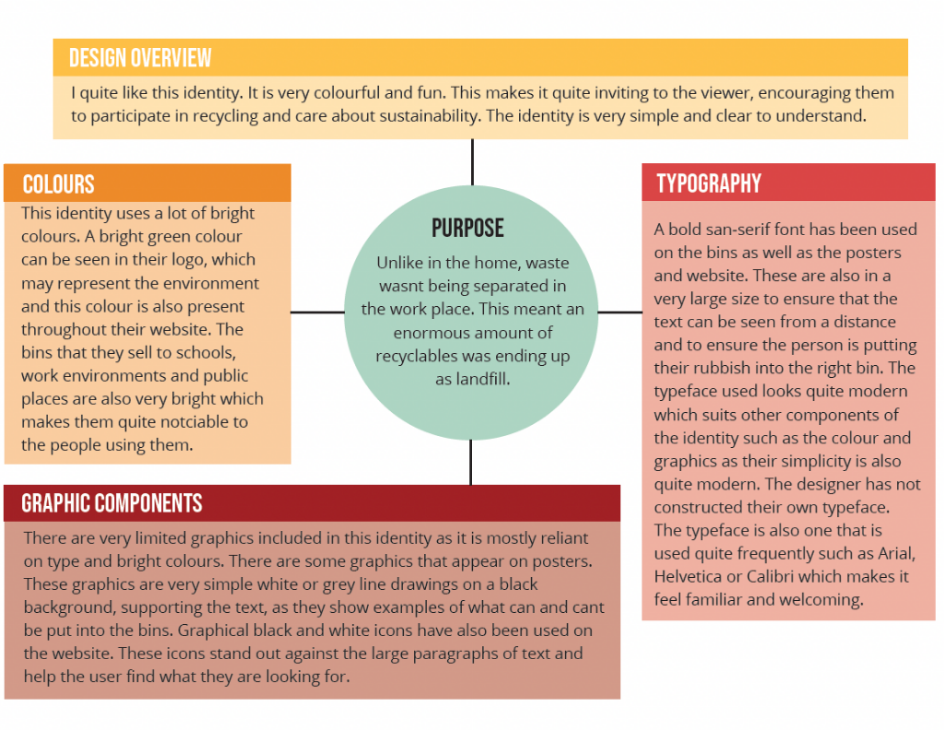 DESIGN OVERVIEW
I quite like this identity. It is very colourful and fun. This makes it quite inviting to the viewer, encouraging them
to participate in recycling and care about sustainability. The identity is very simple and clear to understand.
COLOURS
This identity uses a lot of bright
colours. A bright green colour
can be seen in their logo, which
may represent the environment
and this colour is also present
throughout their website. The
bins that they sell to schools,
work environments and public
places are also very bright which
makes them quite notciable to
the people using them.
PURPOSE
Unlike in the home, waste
wasnt being separated in
the work place. This meant an
enormous amount of
recyclables was ending up
as landfill.
TYPOGRAPHY
A bold san-serif font has been used
on the bins as well as the posters
and website. These are also in a
very large size to ensure that the
text can be seen from a distance
and to ensure the person is putting
their rubbish into the right bin. The
typeface used looks quite modern
which suits other components of
the identity such as the colour and
graphics as their simplicity is also
quite modern. The designer has not
constructed their own typeface.
The typeface is also one that is
used quite frequently such as Arial,
Helvetica or Calibri which makes it
feel familiar and welcoming.
GRAPHIC COMPONENTS
There are very limited graphics included in this identity as it is mostly reliant
on type and bright colours. There are some graphics that appear on posters.
These graphics are very simple white or grey line drawings on a black
background, supporting the text, as they show examples of what can and cant
be put into the bins. Graphical black and white icons have also been used on
the website. These icons stand out against the large paragraphs of text and
help the user find what they are looking for.